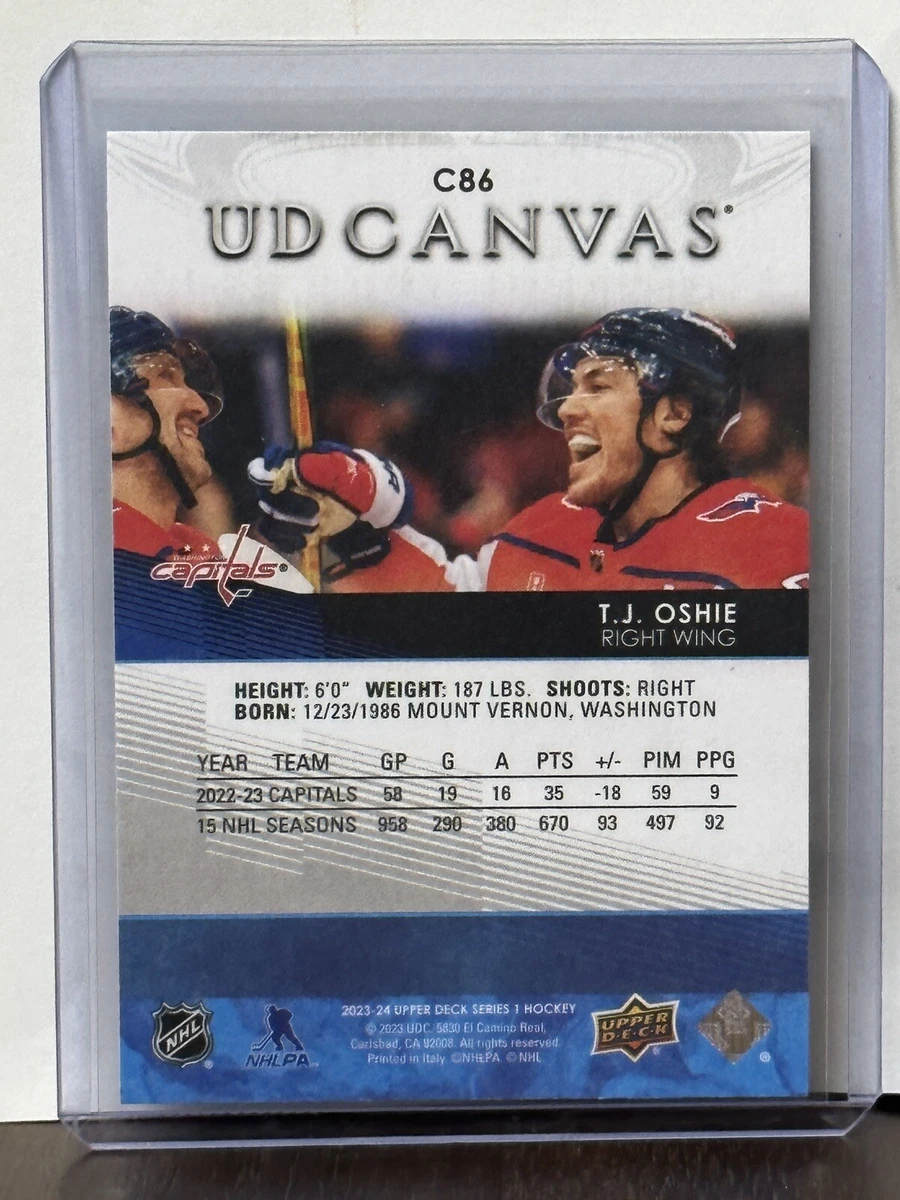 C86
UD CANVAS®
WASHINGTON
capitals®
T.J. OSHIE
RIGHT WING
HEIGHT: 6'0" WEIGHT: 187 LBS. SHOOTS: RIGHT
BORN: 12/23/1986 MOUNT VERNON, WASHINGTON
YEAR TEAM GP G A PTS +/- PIM PPG
2022-23 CAPITALS 58 19 16 35 -18 59 9
15 NHL SEASONS 958 290 380 670 93 497 92
2023-24 UPPER DECK SERIES 1 HOCKEY
© 2023 UDC. 5830 El Camino Real,
Carlsbad, CA 92008. All rights reserved.
Printed in Italy. ©NHLPA ©NHL
NHL®
NHLPA
UPPER
D·E·C·K®
®